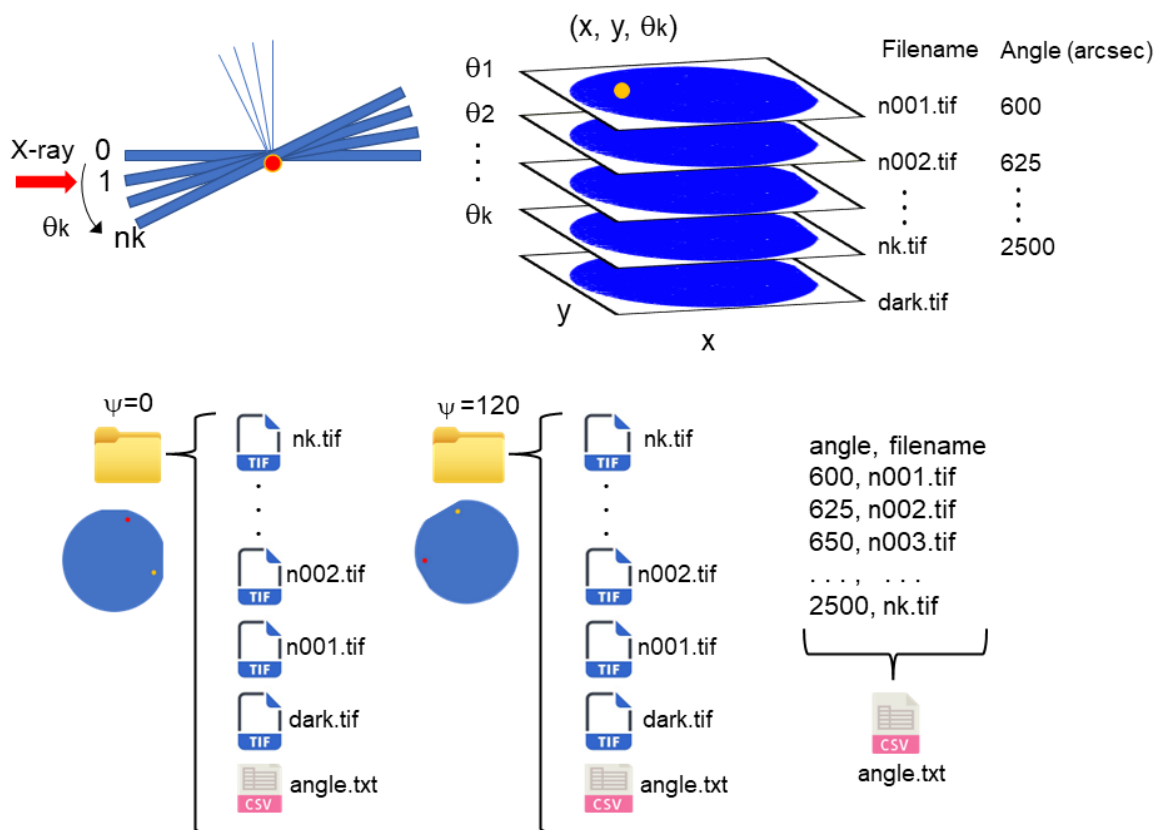 (x, y, θk)
Filename Angle (arcsec)
θ1
n001.tif 600
θ2
X-ray 0
n002.tif 625
1
θk
θk
nk
nk.tif 2500
dark.tif
y
x
ψ=0
nk.tif
n002.tif
TIF
n001.tif
TIF
dark.tif
TIF
angle.txt
CSV
TIF
ψ=120
nk.tif
TIF
n002.tif
TIF
n001.tif
TIF
dark.tif
TIF
angle.txt
CSV
angle, filename
600, n001.tif
625, n002.tif
650, n003.tif
. . . , . . .
2500, nk.tif
CSV
angle.txt